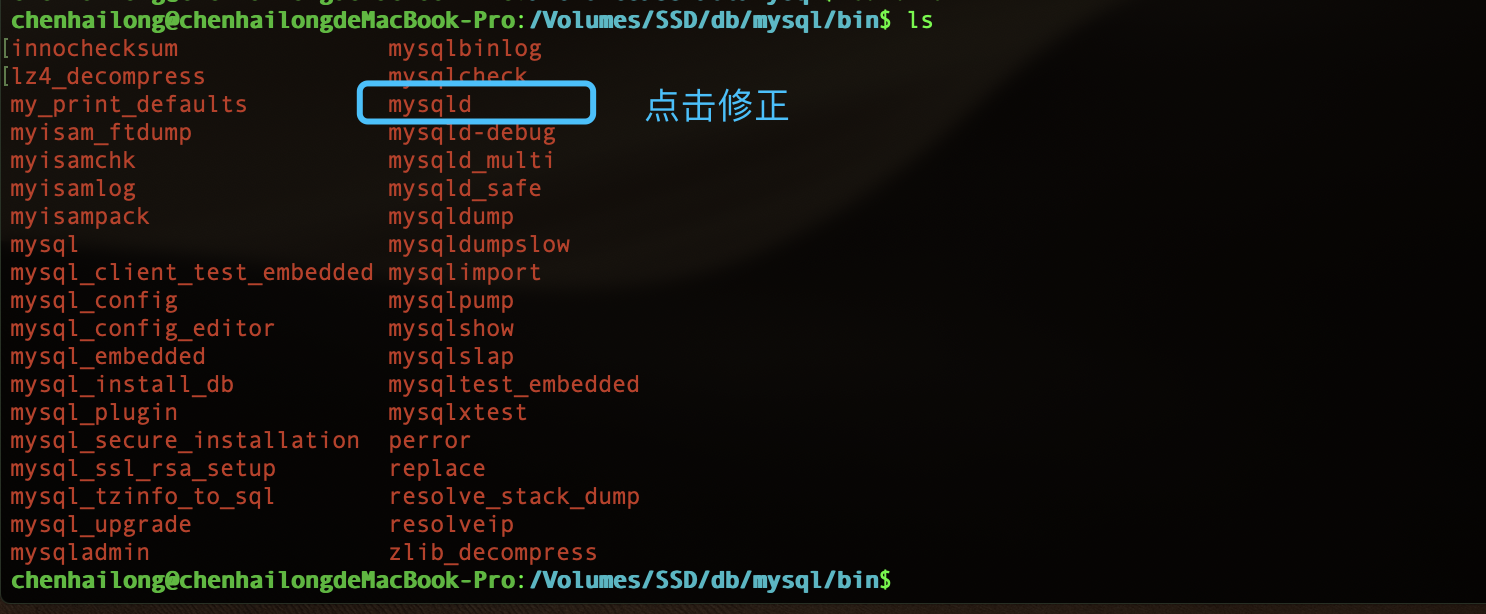 chenhailong@chenhailongdeMacBook-Pro:/Volumes/SSD/db/mysql/bin$ ls
[innochecksum mysqlbinlog
[lz4_decompress mysqlcheck
my_print_defaults mysqld 点击修正
myisam_ftdump mysqld-debug
myisamchk mysqld_multi
myisamlog mysqld_safe
myisampack mysqldump
mysql mysqldumpslow
mysql_client_test_embedded mysqlimport
mysql_config mysqlpump
mysql_config_editor mysqlshow
mysql_embedded mysqlslap
mysql_install_db mysqltest_embedded
mysql_plugin mysqlxtest
mysql_secure_installation perror
mysql_ssl_rsa_setup replace
mysql_tzinfo_to_sql resolve_stack_dump
mysql_upgrade resolveip
mysqladmin zlib_decompress
chenhailong@chenhailongdeMacBook-Pro:/Volumes/SSD/db/mysql/bin$